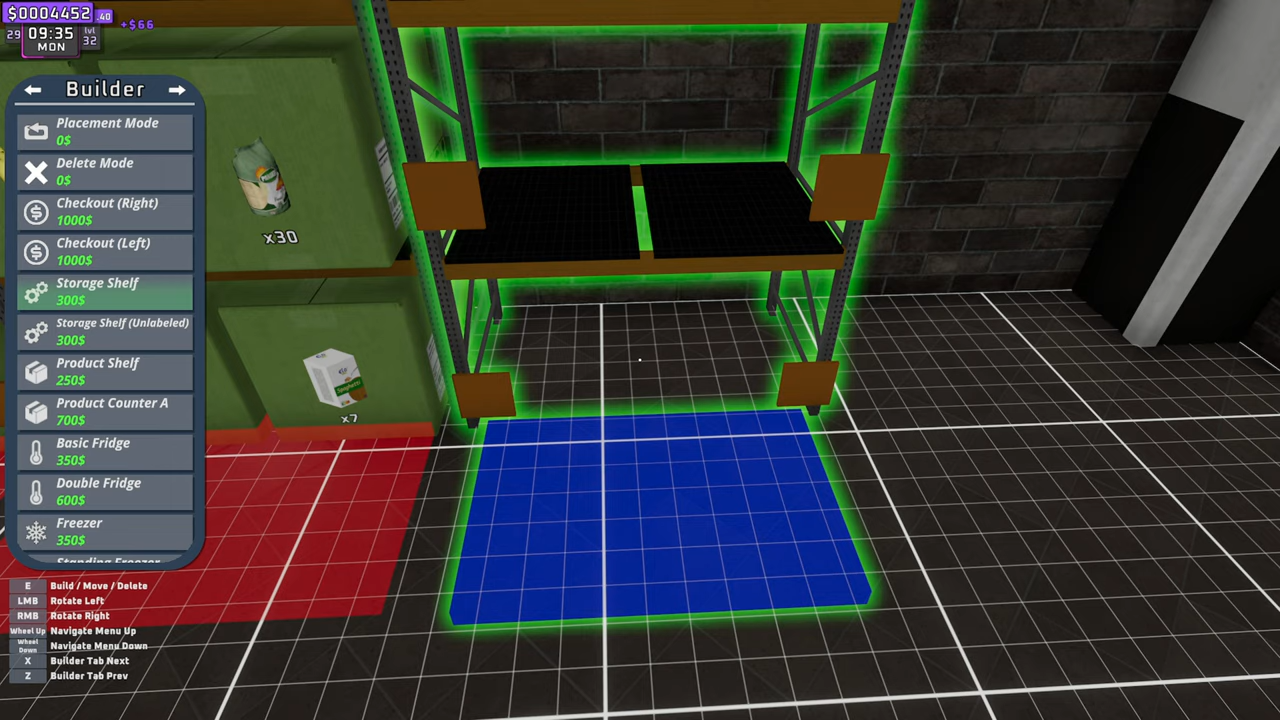 $0004452.40 +$66
29 09:35 lvl
MON 32
Builder
Placement Mode
0$
Delete Mode
0$
Checkout (Right)
1000$
Checkout (Left)
1000$
Storage Shelf
300$
Storage Shelf (Unlabeled)
300$
Product Shelf
250$
Product Counter A
700$
Basic Fridge
350$
Double Fridge
600$
Freezer
350$
Standing Freezer
E Build / Move / Delete
LMB Rotate Left
RMB Rotate Right
Wheel Up Navigate Menu Up
Wheel Down Navigate Menu Down
X Builder Tab Next
Z Builder Tab Prev
x30
Spaghetti
x7